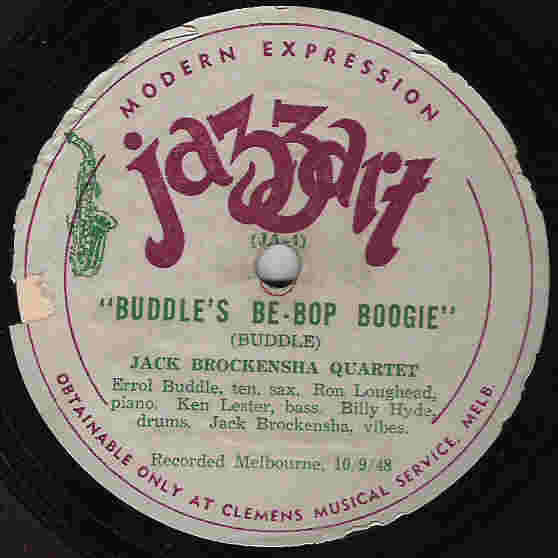 MODERN EXPRESSION
jazzart
(JA-1)
"BUDDLE'S BE-BOP BOOGIE"
(BUDDLE)
JACK BROCKENSHA QUARTET
Errol Buddle, ten. sax. Ron Loughead,
piano. Ken Lester, bass. Billy Hyde,
drums. Jack Brockensha, vibes.
Recorded Melbourne, 10/9/48
OBTAINABLE ONLY AT CLEMENS MUSICAL SERVICE, MELB.